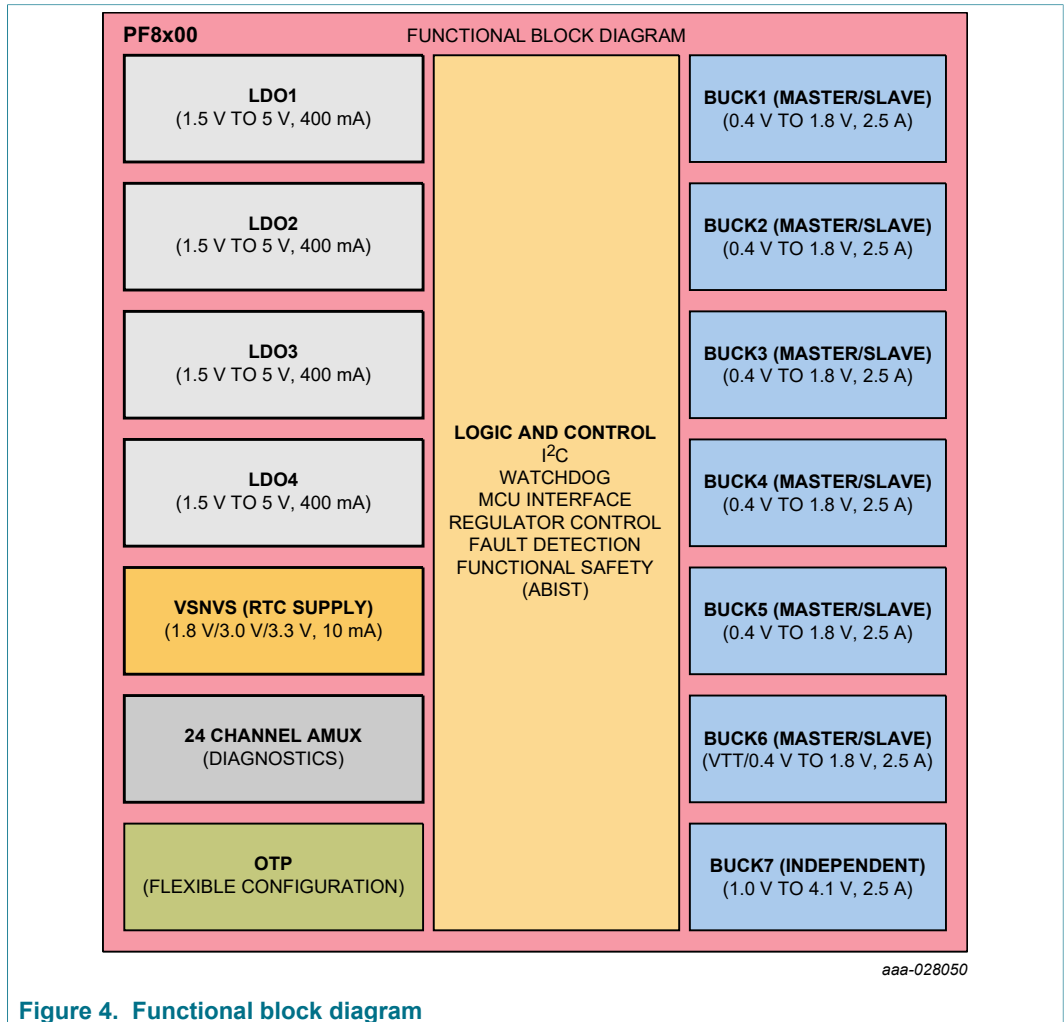 PF8x00
FUNCTIONAL BLOCK DIAGRAM
LDO1
(1.5 V TO 5 V, 400 mA)
LDO2
(1.5 V TO 5 V, 400 mA)
LDO3
(1.5 V TO 5 V, 400 mA)
LDO4
(1.5 V TO 5 V, 400 mA)
VSNVS (RTC SUPPLY)
(1.8 V/3.0 V/3.3 V, 10 mA)
24 CHANNEL AMUX
(DIAGNOSTICS)
OTP
(FLEXIBLE CONFIGURATION)
LOGIC AND CONTROL
I²C
WATCHDOG
MCU INTERFACE
REGULATOR CONTROL
FAULT DETECTION
FUNCTIONAL SAFETY
(ABIST)
BUCK1 (MASTER/SLAVE)
(0.4 V TO 1.8 V, 2.5 A)
BUCK2 (MASTER/SLAVE)
(0.4 V TO 1.8 V, 2.5 A)
BUCK3 (MASTER/SLAVE)
(0.4 V TO 1.8 V, 2.5 A)
BUCK4 (MASTER/SLAVE)
(0.4 V TO 1.8 V, 2.5 A)
BUCK5 (MASTER/SLAVE)
(0.4 V TO 1.8 V, 2.5 A)
BUCK6 (MASTER/SLAVE)
(VTT/0.4 V TO 1.8 V, 2.5 A)
BUCK7 (INDEPENDENT)
(1.0 V TO 4.1 V, 2.5 A)
aaa-028050
Figure 4. Functional block diagram